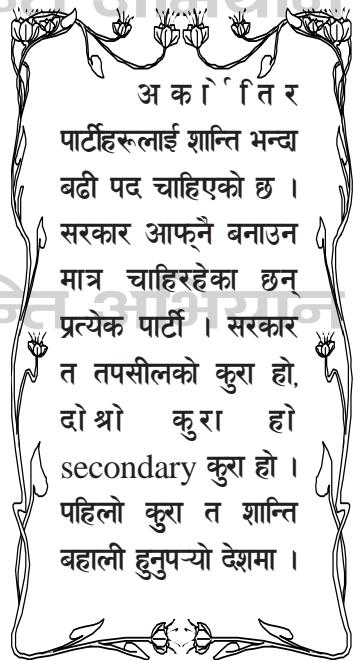 अर्कोतिर
पार्टीहरूलाई शान्ति भन्दा
बढी पद चाहिएको छ ।
सरकार आफ्नै बनाउन
मात्र चाहिरहेका छन्
प्रत्येक पार्टी । सरकार
त तपसीलको कुरा हो,
दोश्रो कुरा हो
secondary कुरा हो ।
पहिलो कुरा त शान्ति
बहाली हुनुपर्‍यो देशमा ।
न्ति अभियान